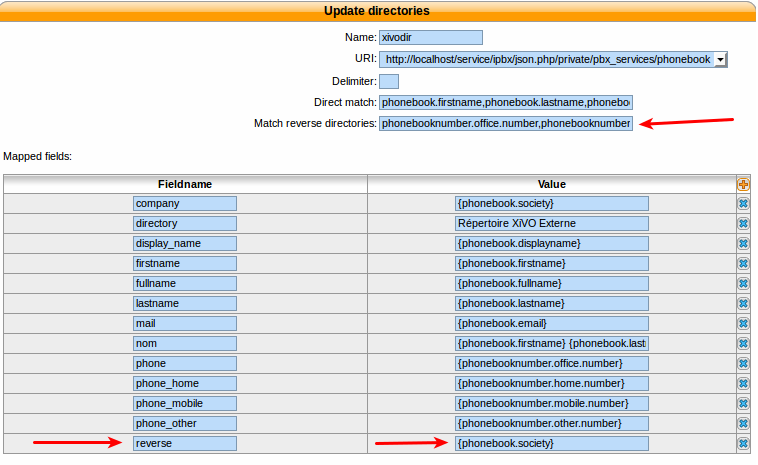 Update directories
Name: xivodir
URI: http://localhost/service/ipbx/json.php/private/pbx_services/phonebook
Delimiter:
Direct match: phonebook.firstname,phonebook.lastname,phonebo
Match reverse directories: phonebooknumber.office.number,phonebooknumber
Mapped fields:
Fieldname Value
company {phonebook.society}
directory Répertoire XiVO Externe
display_name {phonebook.displayname}
firstname {phonebook.firstname}
fullname {phonebook.fullname}
lastname {phonebook.lastname}
mail {phonebook.email}
nom {phonebook.firstname} {phonebook.last
phone {phonebooknumber.office.number}
phone_home {phonebooknumber.home.number}
phone_mobile {phonebooknumber.mobile.number}
phone_other {phonebooknumber.other.number}
reverse {phonebook.society}